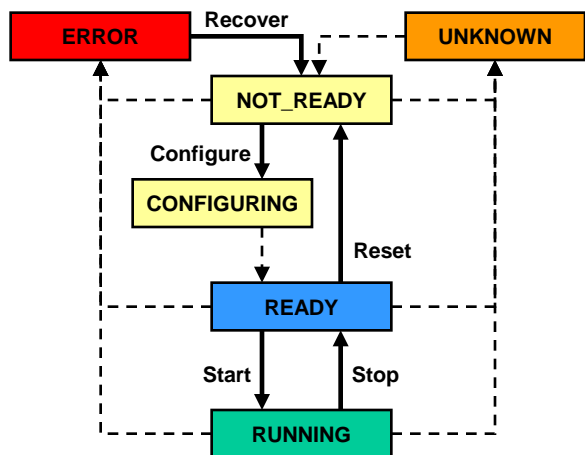 Recover
ERROR
UNKNOWN
NOT_READY
Configure
CONFIGURING
Reset
READY
Start
Stop
RUNNING